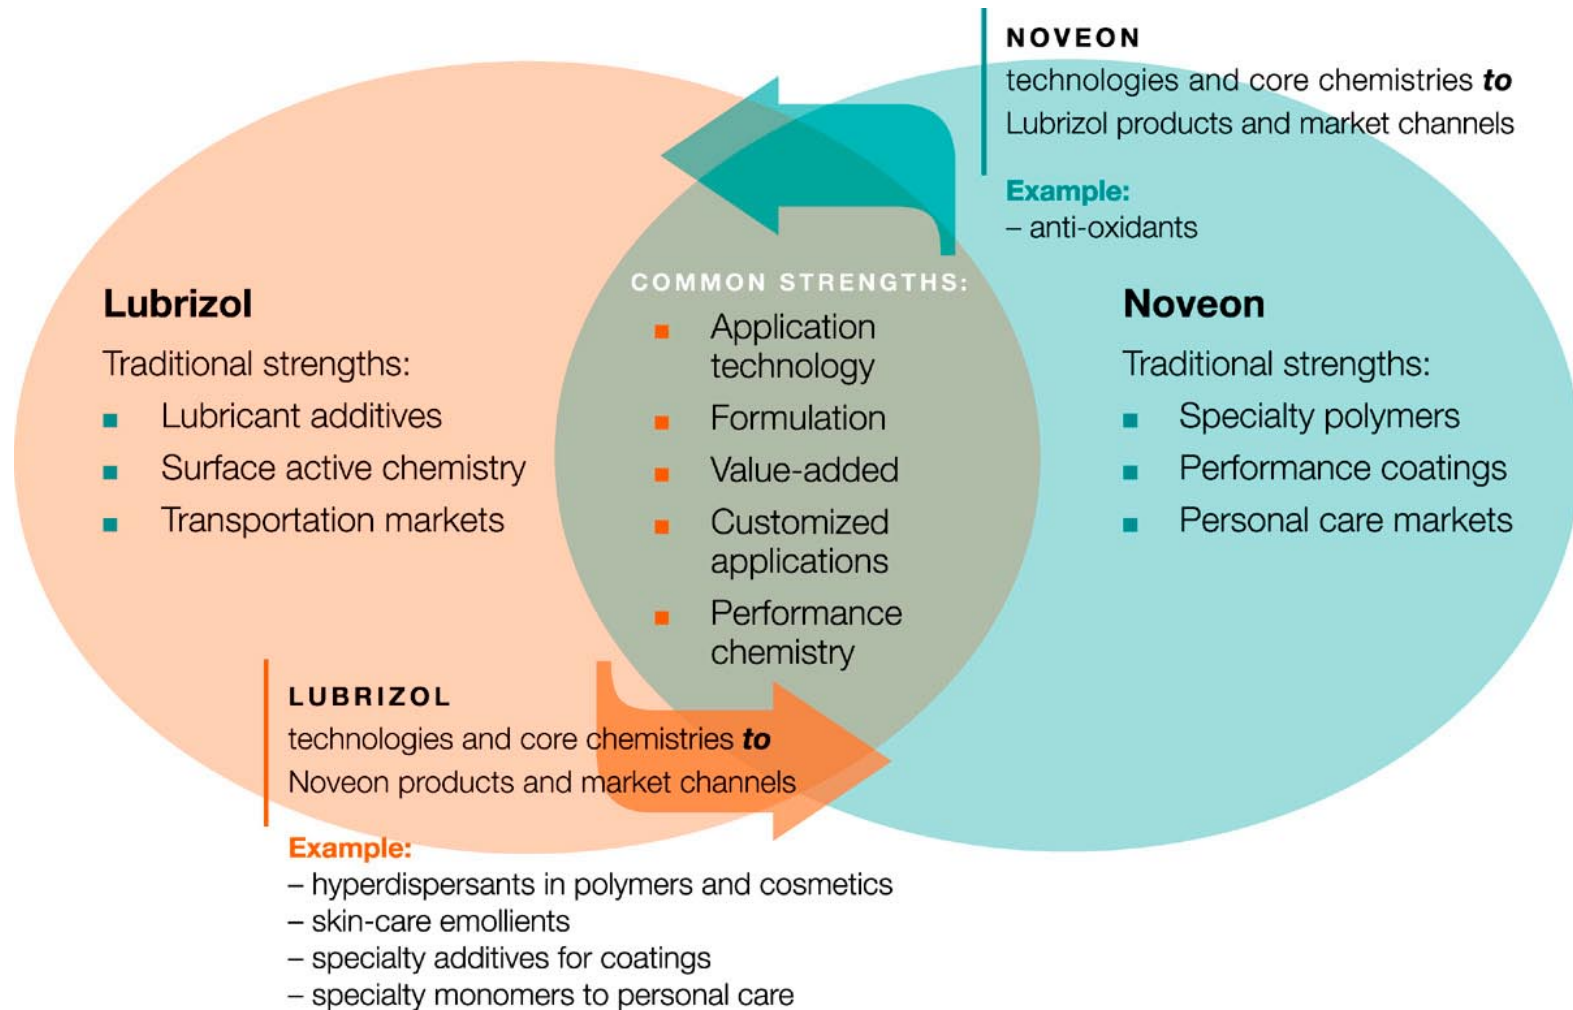 NOVEON
technologies and core chemistries to
Lubrizol products and market channels
Example:
– anti-oxidants
Lubrizol
Traditional strengths:
■ Lubricant additives
■ Surface active chemistry
■ Transportation markets
COMMON STRENGTHS:
■ Application
technology
■ Formulation
■ Value-added
■ Customized
applications
■ Performance
chemistry
Noveon
Traditional strengths:
■ Specialty polymers
■ Performance coatings
■ Personal care markets
LUBRIZOL
technologies and core chemistries to
Noveon products and market channels
Example:
– hyperdispersants in polymers and cosmetics
– skin-care emollients
– specialty additives for coatings
– specialty monomers to personal care